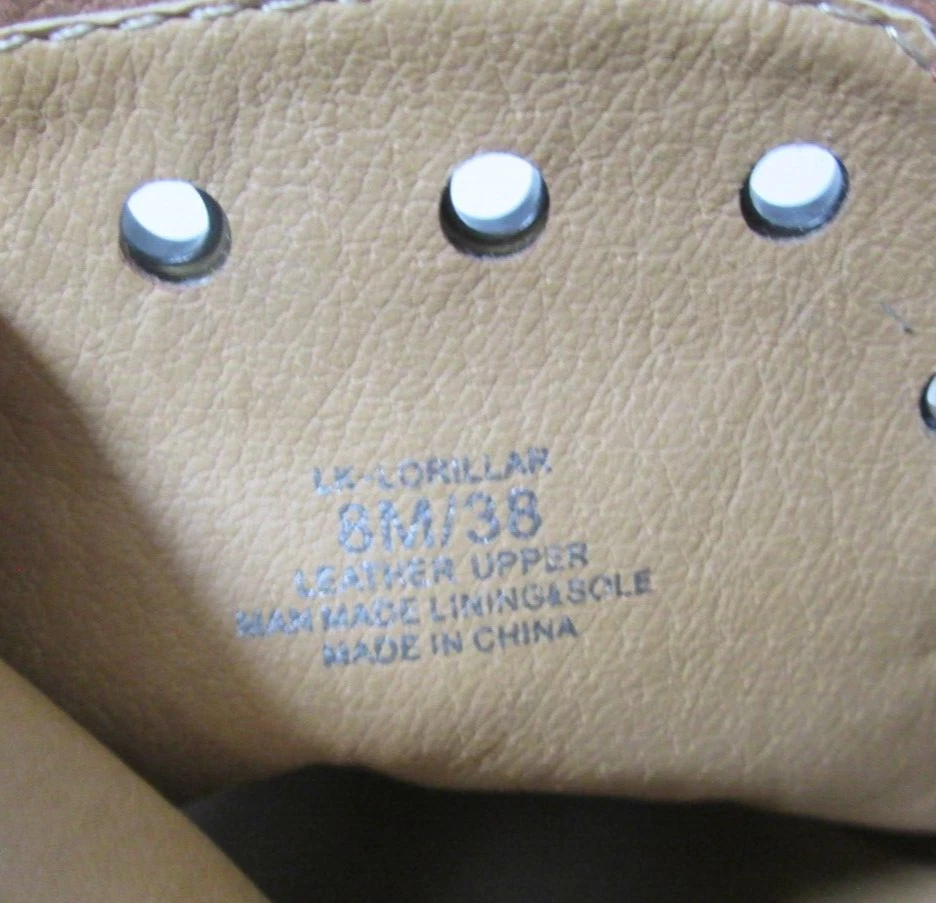 LK-LORILLAR
8M/38
LEATHER UPPER
MAN MADE LINING&SOLE
MADE IN CHINA